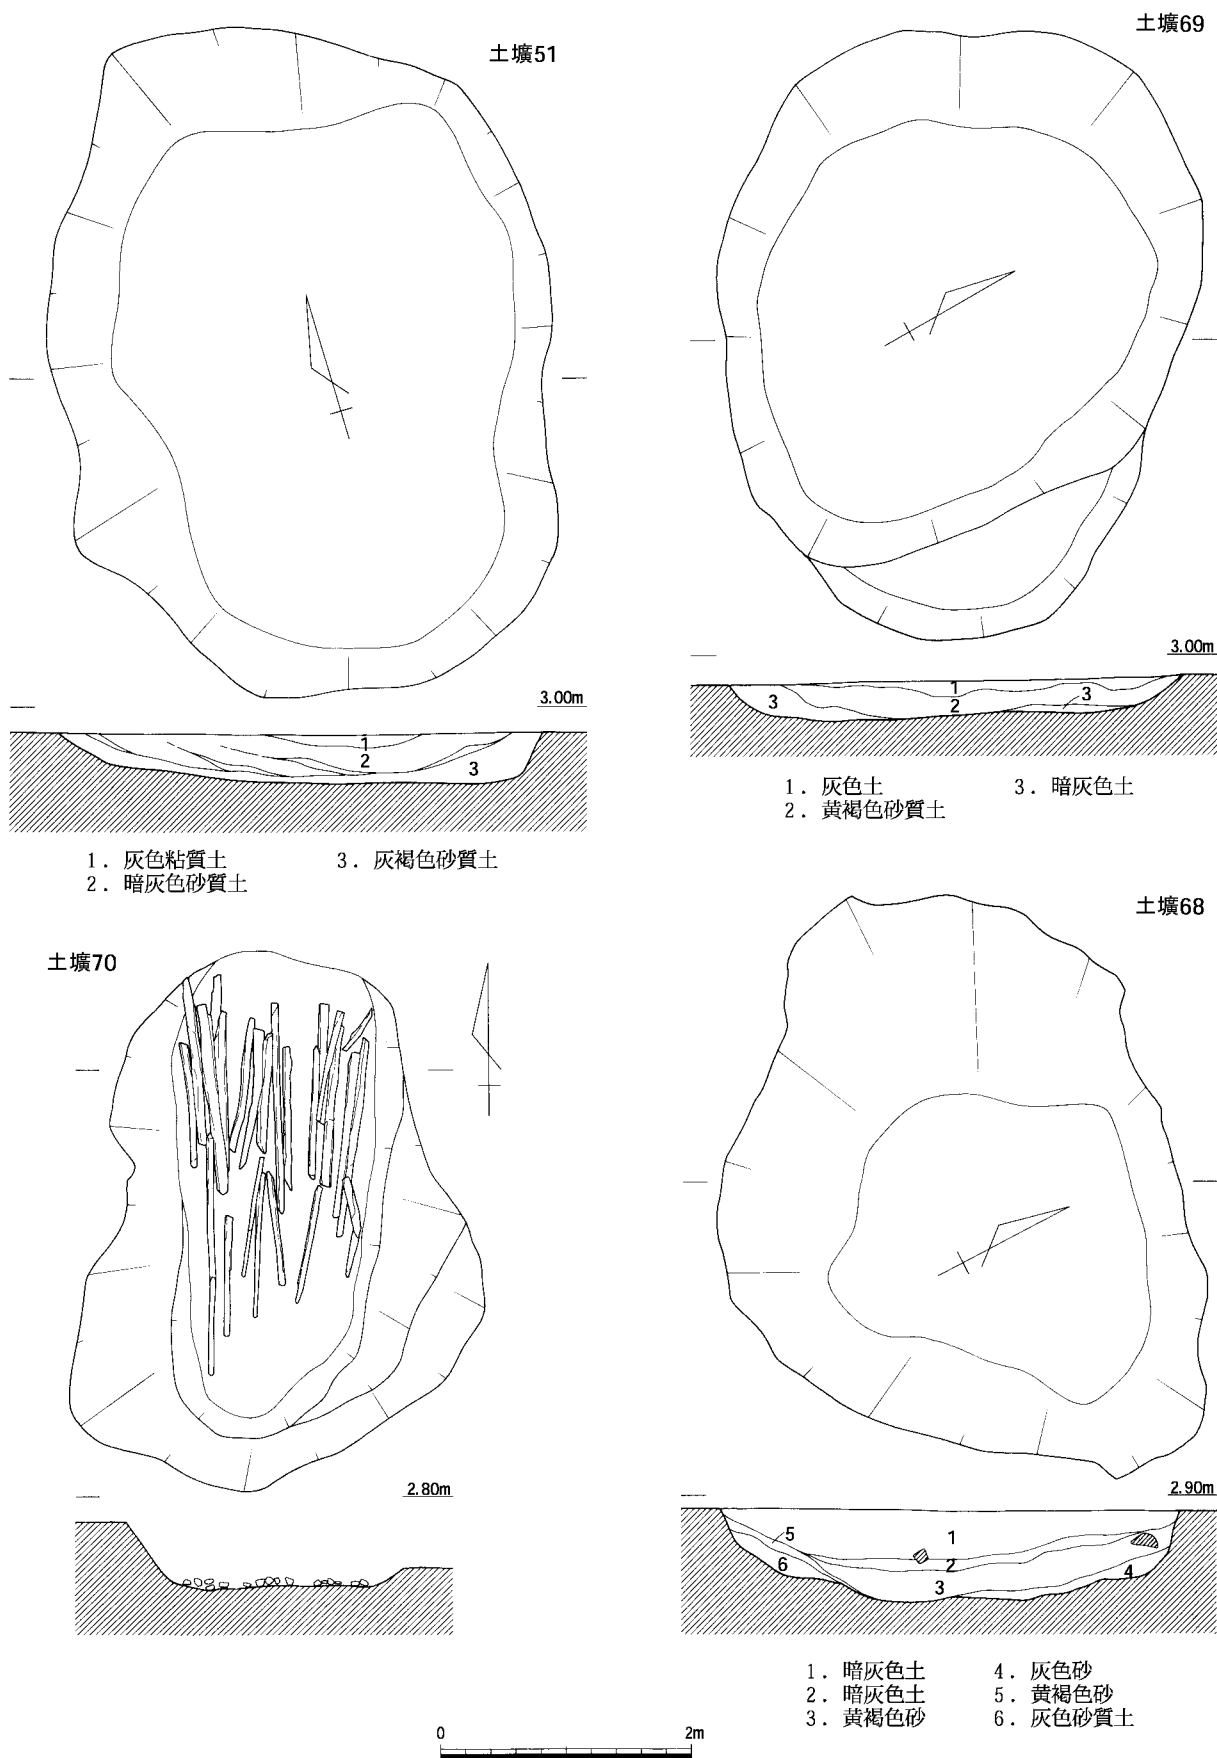 土壙51
3.00m
1
2
3
1. 灰色粘質土 3. 灰褐色砂質土
2. 暗灰色砂質土
土壙69
3.00m
1
3 2 3
1. 灰色土 3. 暗灰色土
2. 黄褐色砂質土
土壙70
2.80m
土壙68
2.90m
5 1
6 2
3 4
1. 暗灰色土 4. 灰色砂
2. 暗灰色土 5. 黄褐色砂
3. 黄褐色砂 6. 灰色砂質土
0 2m